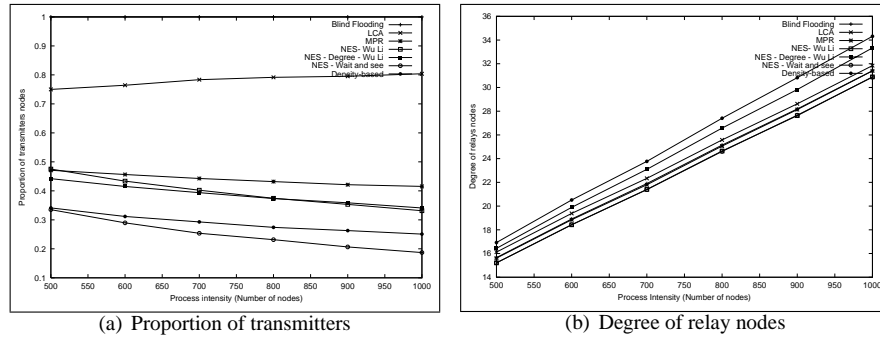 Proportion of transmitters nodes
1
0.9
0.8
0.7
0.6
0.5
0.4
0.3
0.2
0.1
500 550 600 650 700 750 800 850 900 950 1000
Process intensity (Number of nodes)
Blind Flooding
LCA
MPR
NES- Wu Li
NES - Degree - Wu Li
NES - Wait and see
Density-based
(a) Proportion of transmitters
Degree of relays nodes
36
34
32
30
28
26
24
22
20
18
16
14
500 550 600 650 700 750 800 850 900 950 1000
Process Intensity (Number of nodes)
Blind Flooding
LCA
MPR
NES- Wu Li
NES - Degree - Wu Li
NES - Wait and see
Density-based
(b) Degree of relay nodes